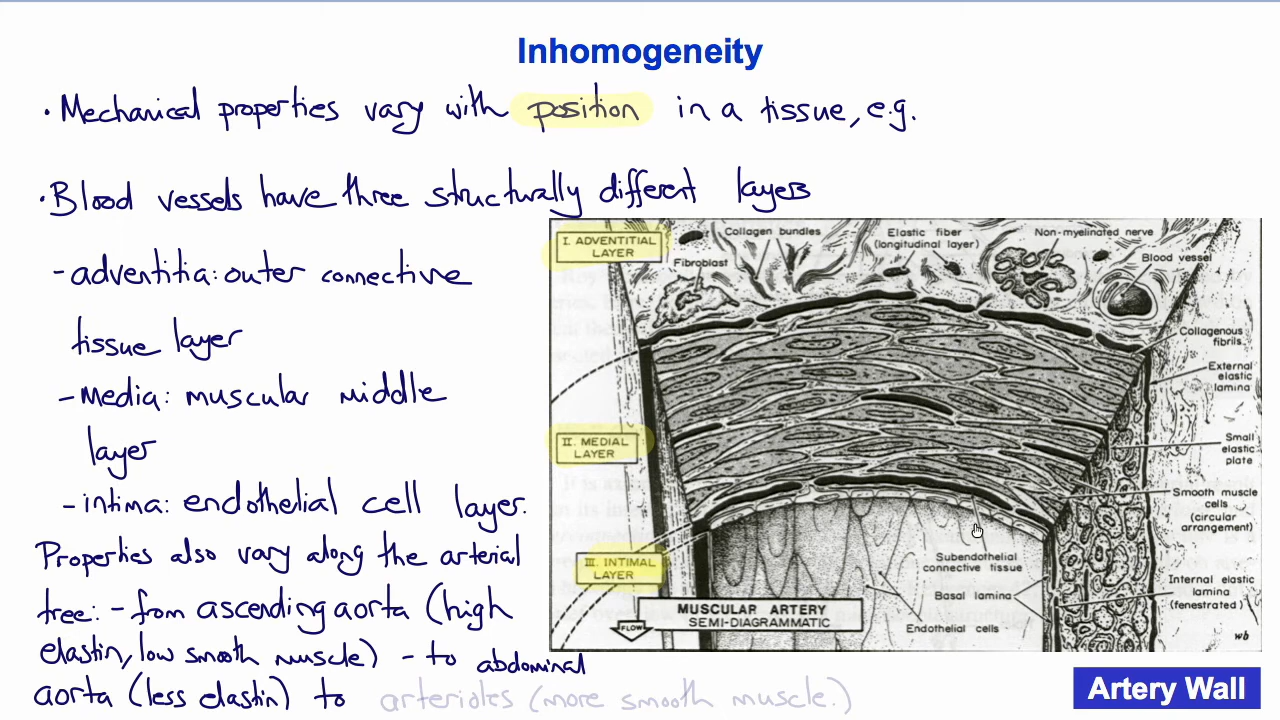 Inhomogeneity
· Mechanical properties vary with position in a tissue, e.g.
· Blood vessels have three structurally different layers
- adventitia: outer connective
tissue layer
- Media: muscular middle
layer
- intima: endothelial cell layer.
Properties also vary along the arterial
tree: - from ascending aorta (high
elastin, low smooth muscle) - to abdominal
aorta (less elastin) to arterioles (more smooth muscle.)
I. ADVENTITIAL
LAYER
Collagen bundles
Elastic fiber
(longitudinal layer)
Non-myelinated nerve
Fibroblast
Blood vessel
Collagenous
fibrils
External
elastic
lamina
II. MEDIAL
LAYER
Small
elastic
plate
Smooth muscle
cells
(circular
arrangement)
III. INTIMAL
LAYER
Subendothelial
connective tissue
Basal lamina
Endothelial cells
Internal elastic
lamina
(fenestrated)
MUSCULAR ARTERY
SEMI-DIAGRAMMATIC
FLOW
wb
Artery Wall